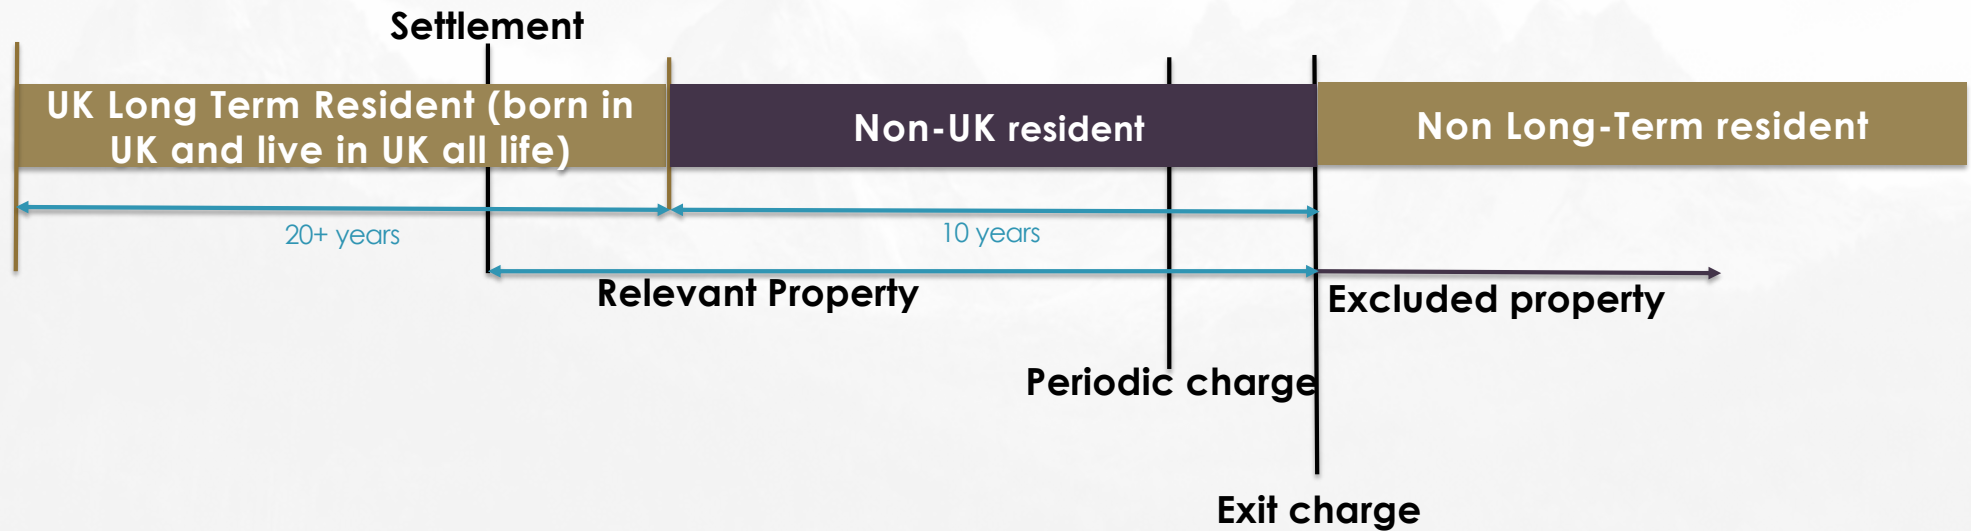 Settlement
UK Long Term Resident (born in
UK and live in UK all life)
Non-UK resident
Non Long-Term resident
20+ years
10 years
Relevant Property
Excluded property
Periodic charge
Exit charge